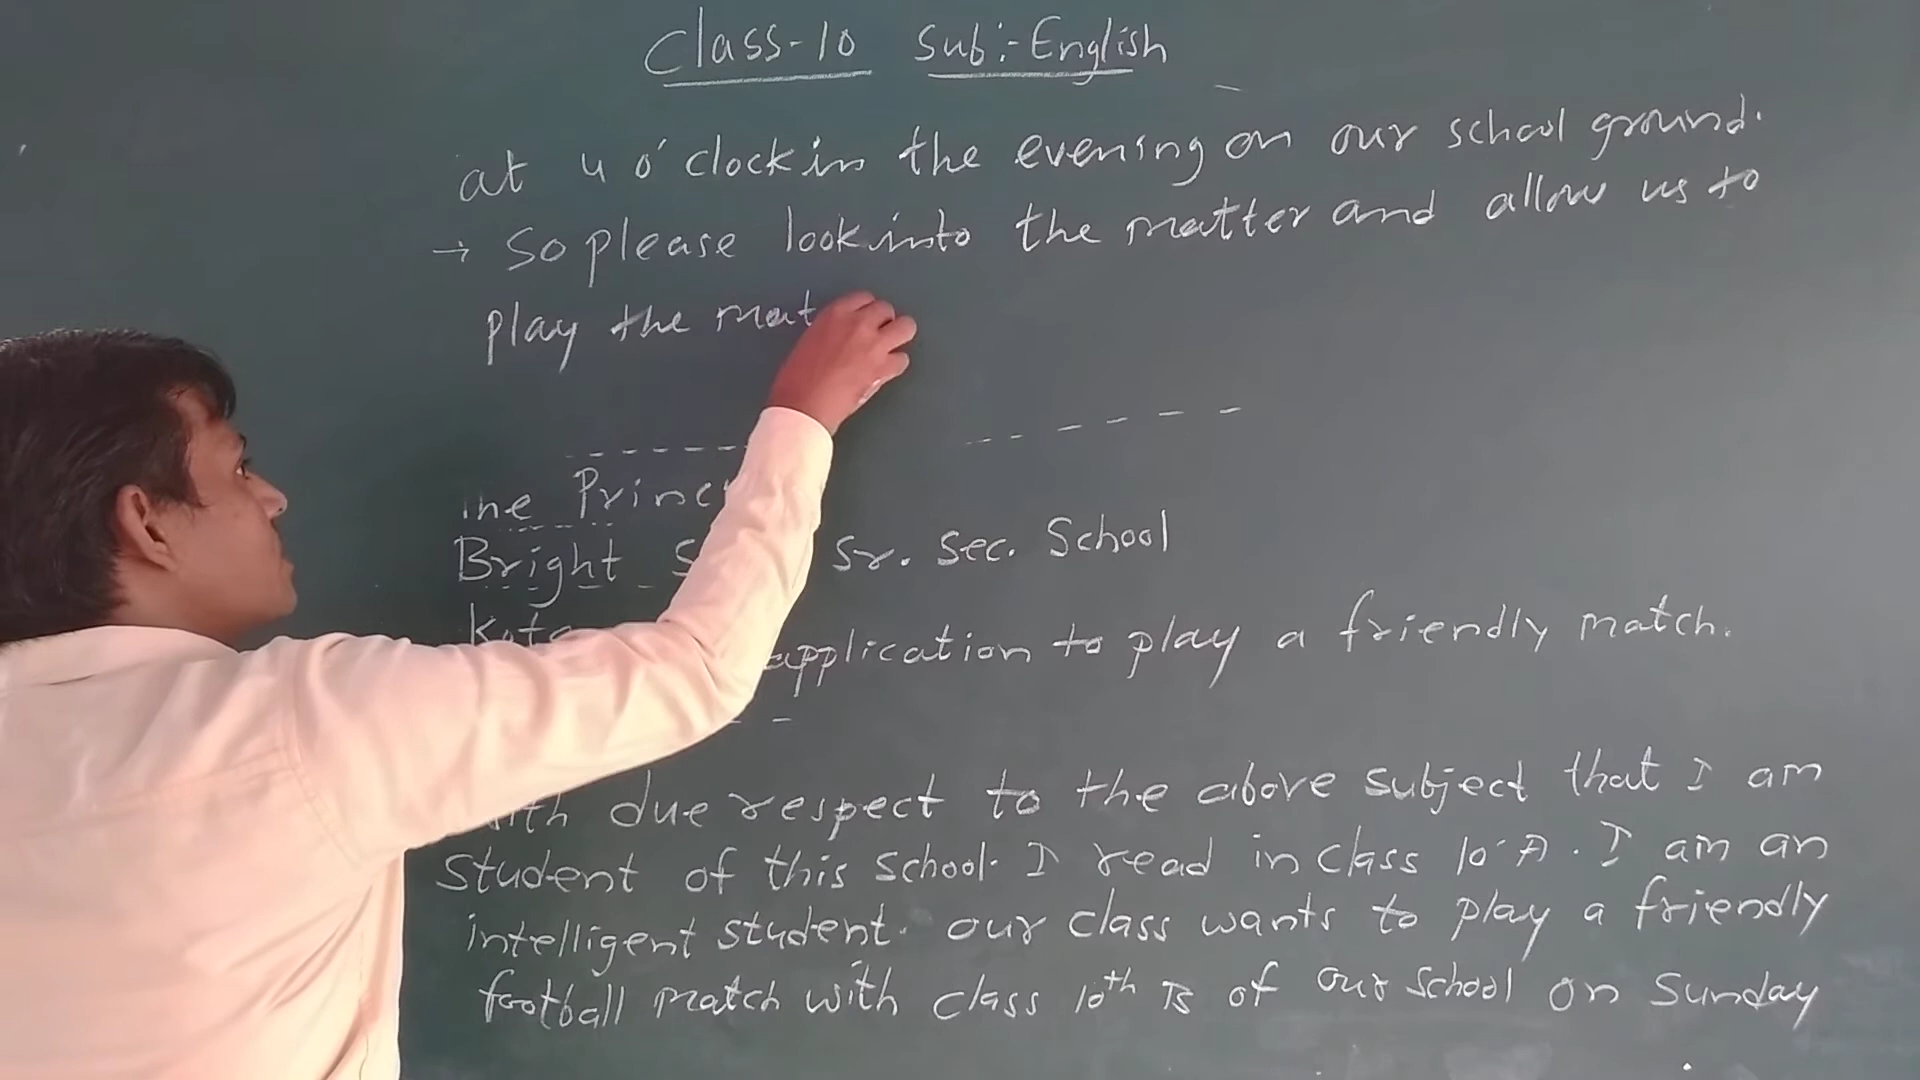 Class-10 Sub:-English
at 4 o'clock in the evening on our school ground.
→ So please look into the matter and allow us to
play the mat
Bright Sr. Sec. School
application to play a friendly match.
due respect to the above subject that I am
student of this school. I read in class 10'A. I am an
intelligent student. our class wants to play a friendly
football match with class 10th B of our school on Sunday